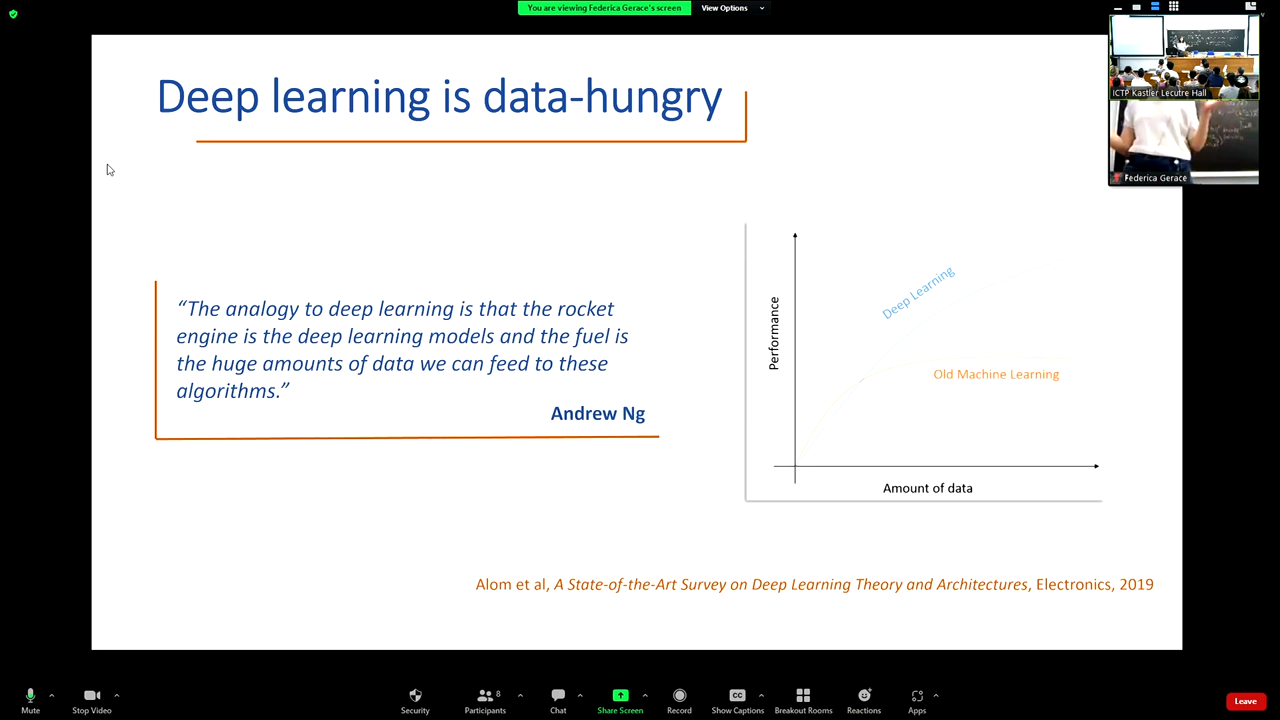 You are viewing Federica Gerace's screen
View Options
ICTP Kastler Lecutre Hall
Federica Gerace
Deep learning is data-hungry
“The analogy to deep learning is that the rocket
engine is the deep learning models and the fuel is
the huge amounts of data we can feed to these
algorithms.”
Andrew Ng
Performance
Deep Learning
Old Machine Learning
Amount of data
Alom et al, A State-of-the-Art Survey on Deep Learning Theory and Architectures, Electronics, 2019
Mute
Stop Video
Security
Participants
8
Chat
Share Screen
Record
CC
Show Captions
Breakout Rooms
Reactions
Apps
Leave